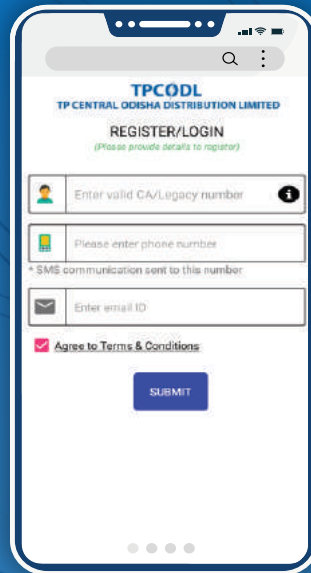 TPCØDL
TP CENTRAL ODISHA DISTRIBUTION LIMITED
REGISTER/LOGIN
(Please provide details to register)
Enter valid CA/Legacy number
Please enter phone number
* SMS communication sent to this number
Enter email ID
Agree to Terms & Conditions
SUBMIT